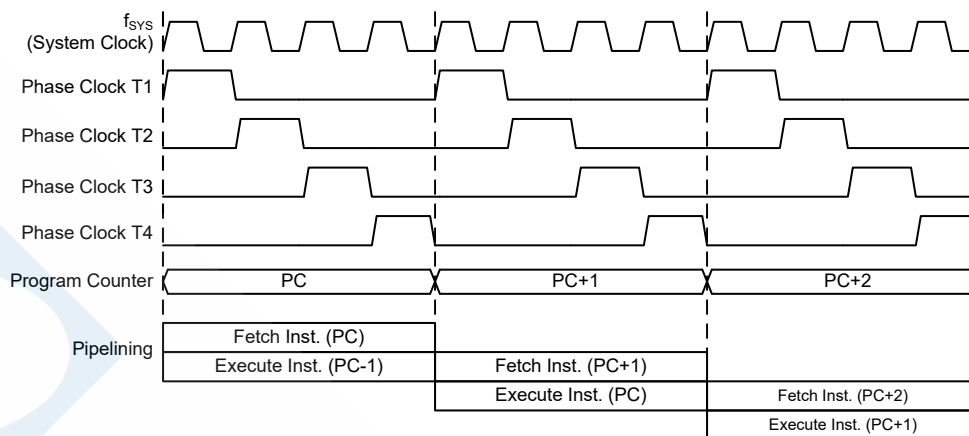 fSYS
(System Clock)
Phase Clock T1
Phase Clock T2
Phase Clock T3
Phase Clock T4
Program Counter PC PC+1 PC+2
Pipelining
Fetch Inst. (PC)
Execute Inst. (PC-1) Fetch Inst. (PC+1)
Execute Inst. (PC) Fetch Inst. (PC+2)
Execute Inst. (PC+1)